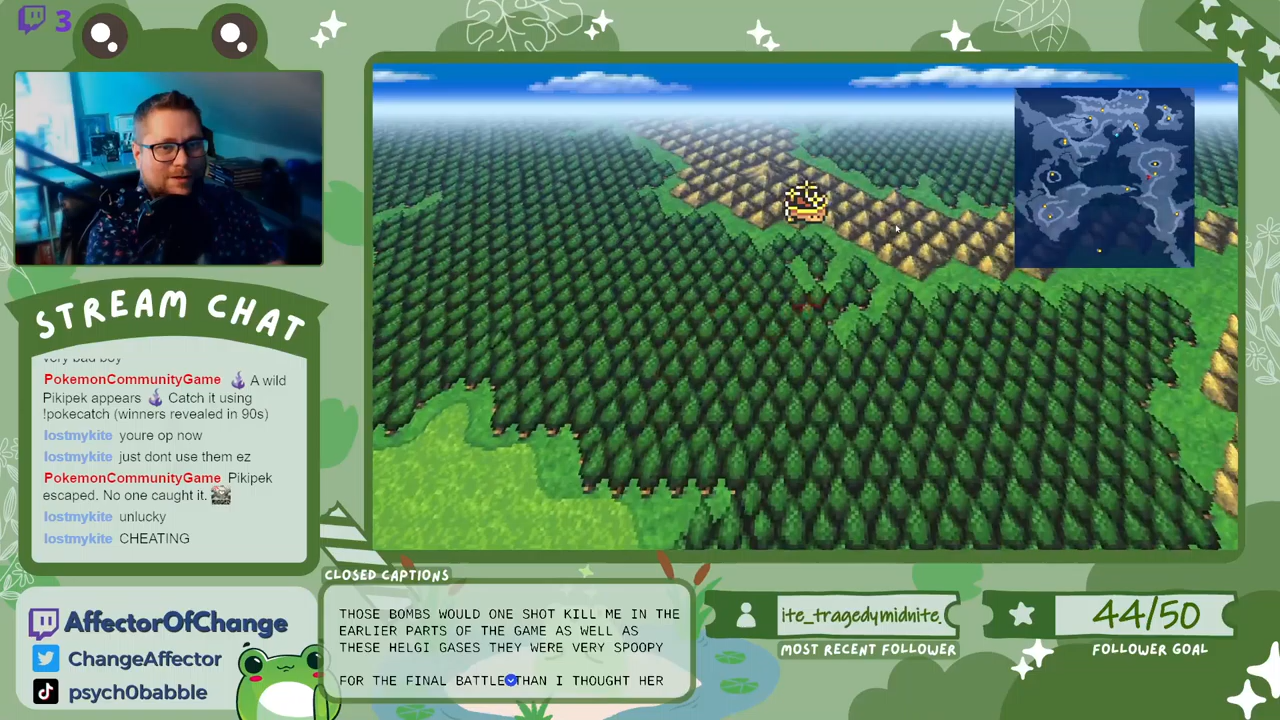 3
STREAM CHAT
very bad boy
PokemonCommunityGame A wild
Pikipek appears Catch it using
!pokecatch (winners revealed in 90s)
lostmykite youre op now
lostmykite just dont use them ez
PokemonCommunityGame Pikipek
escaped. No one caught it.
lostmykite unlucky
lostmykite CHEATING
AffectorOfChange
ChangeAffector
psych0babble
CLOSED CAPTIONS
THOSE BOMBS WOULD ONE SHOT KILL ME IN THE
EARLIER PARTS OF THE GAME AS WELL AS
THESE HELGI GASES THEY WERE VERY SPOOPY
FOR THE FINAL BATTLE THAN I THOUGHT HER
ite_tragedymidnite.
MOST RECENT FOLLOWER
44/50
FOLLOWER GOAL